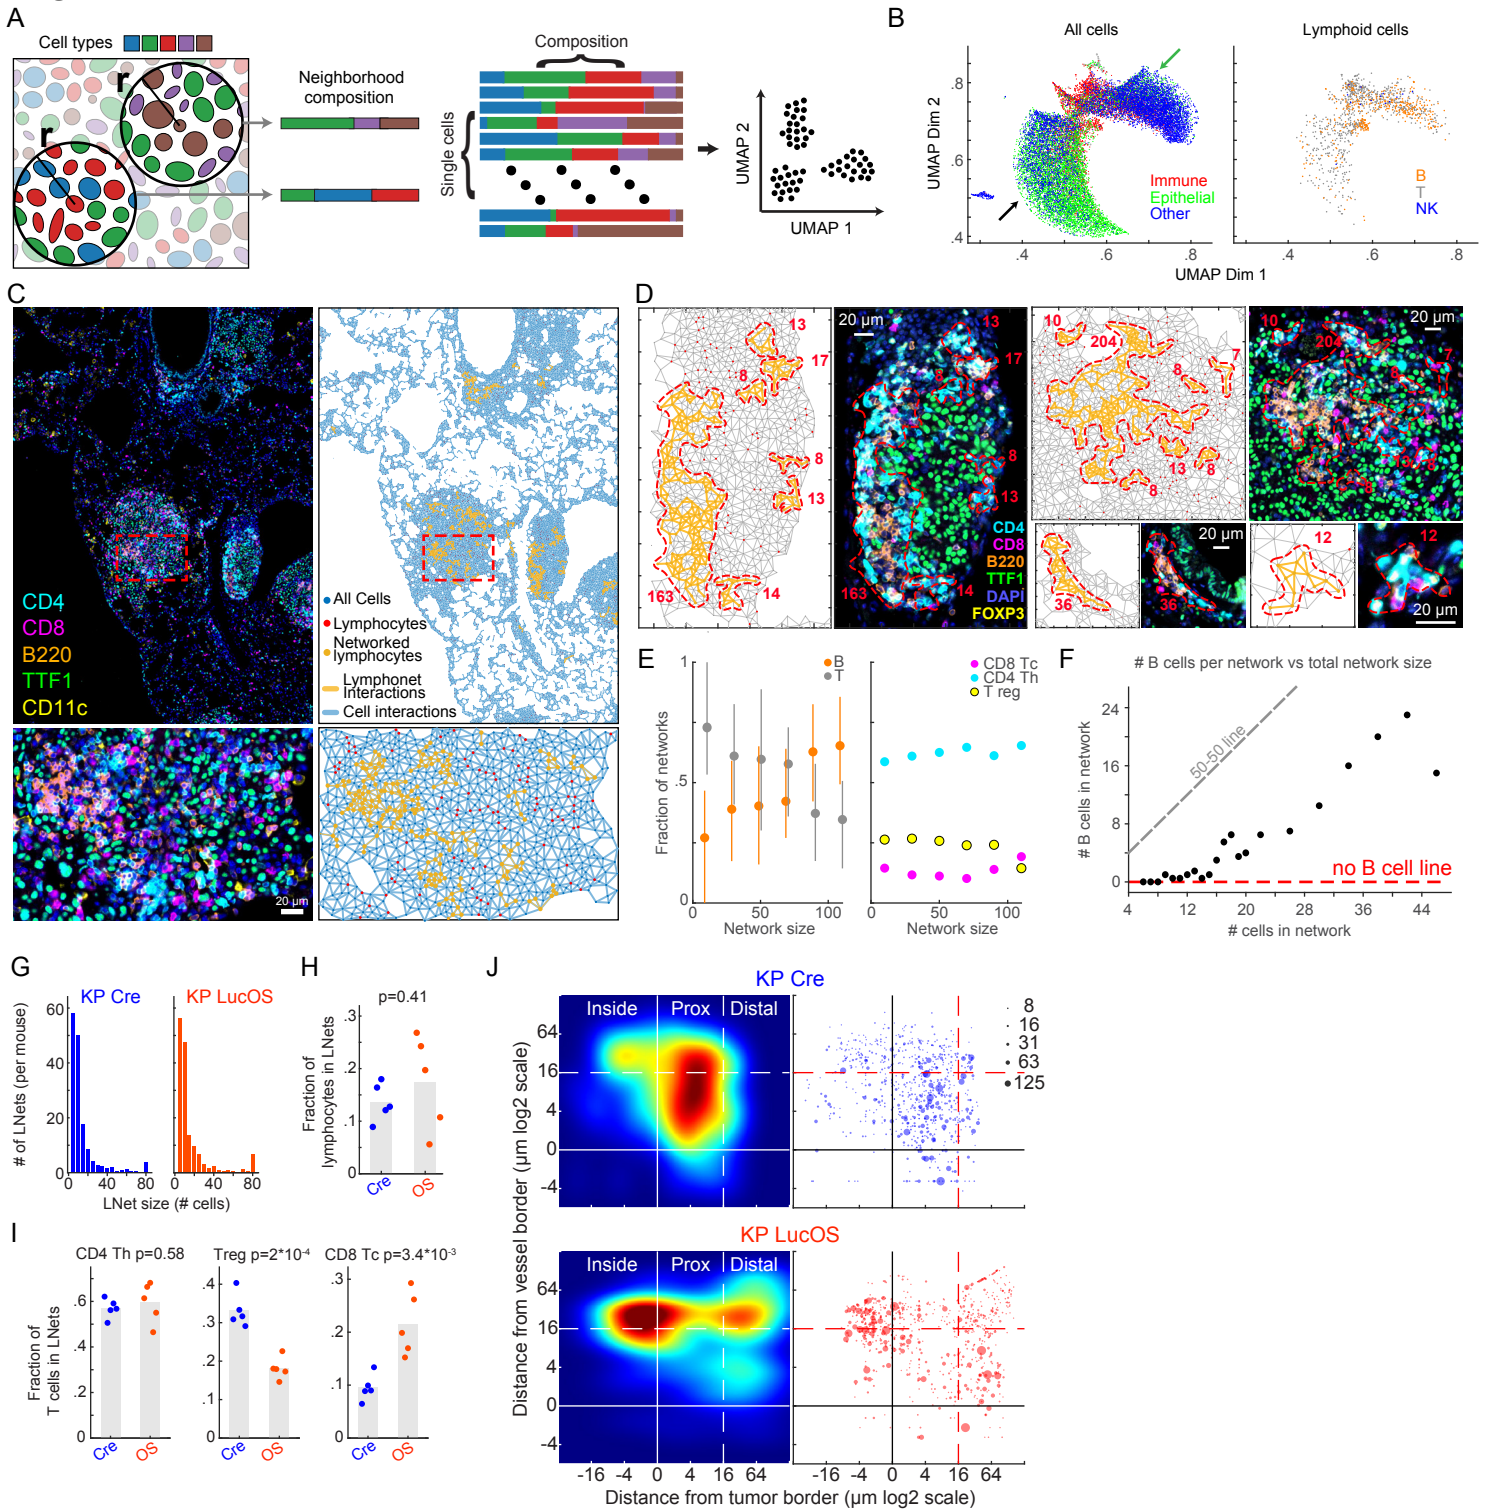 A
Cell types
r
r
Neighborhood
composition
Composition
Single cells
UMAP 2
UMAP 1
B
All cells
Lymphoid cells
UMAP Dim 2
.8
.6
.4
Immune
Epithelial
Other
B
T
NK
.4
.6
.8
.4
.6
.8
UMAP Dim 1
C
CD4
CD8
B220
TTF1
CD11c
All Cells
Lymphocytes
Networked
lymphocytes
Lymphonet
Interactions
Cell interactions
20 µm
D
13
17
8
8
13
163
14
20 µm
13
17
8
8
13
163
14
CD4
CD8
B220
TTF1
DAPi
FOXP3
10
204
7
8
13
8
8
20 µm
10
204
7
8
13
8
8
36
20 µm
36
12
12
20 µm
E
Fraction of networks
1
.5
0
B
T
0
50
100
Network size
CD8 Tc
CD4 Th
T reg
0
50
100
Network size
F
# B cells per network vs total network size
# B cells in network
24
16
8
0
50-50 line
no B cell line
4
12
20
28
36
44
# cells in network
G
KP Cre
KP LucOS
# of LNets (per mouse)
60
40
20
0
0
40
80
0
40
80
LNet size (# cells)
H
p=0.41
Fraction of
lymphocytes in LNets
.3
.2
.1
0
Cre
OS
I
CD4 Th p=0.58
Treg p=2*10-4
CD8 Tc p=3.4*10-3
Fraction of
T cells in LNets
.6
.4
.2
0
Cre
OS
.4
.3
.2
.1
0
Cre
OS
.3
.2
.1
0
Cre
OS
J
KP Cre
Inside
Prox
Distal
64
16
4
0
-4
8
16
31
63
125
KP LucOS
Inside
Prox
Distal
64
16
4
0
-4
Distance from vessel border (µm log2 scale)
-16
-4
0
4
16
64
-16
-4
0
4
16
64
Distance from tumor border (µm log2 scale)